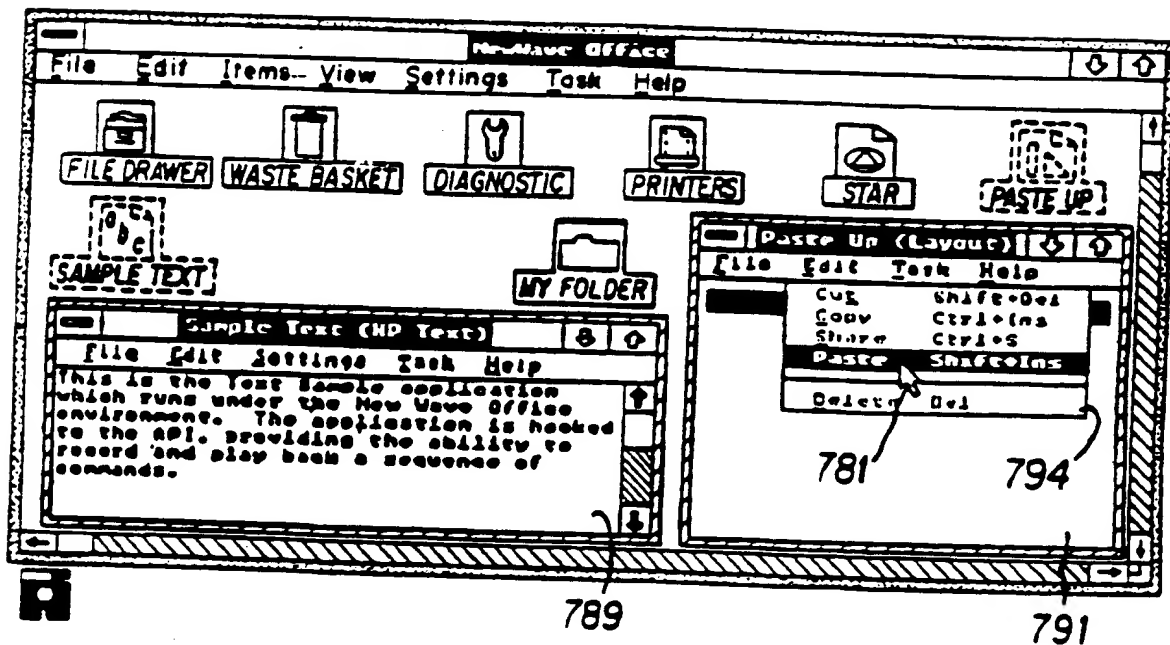 NewWave Office
File Edit Items View Settings Task Help
FILE DRAWER WASTE BASKET DIAGNOSTIC PRINTERS STAR PASTE UP
SAMPLE TEXT MY FOLDER
Paste Up (Layout)
File Edit Task Help
Cut Shift+Del
Copy Ctrl+Ins
Share Ctrl+S
Paste Shift+Ins
Delete Del
Sample Text (HP Text)
File Edit Settings Task Help
abc
This is the Text Sample application
which runs under the New Wave Office
environment. The application is hooked
to the API, providing the ability to
record and play back a sequence of
commands.
781 794
789 791